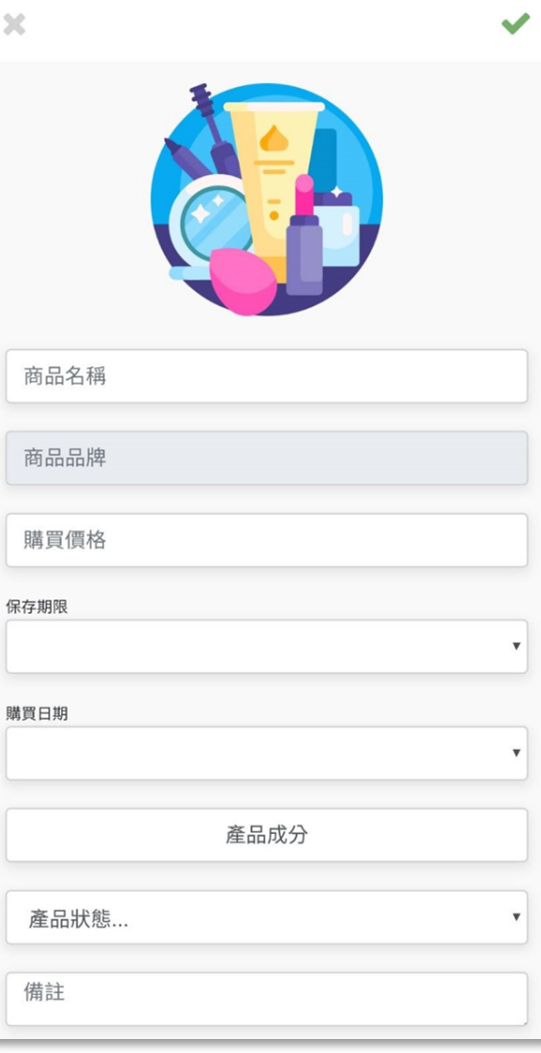 商品名稱
商品品牌
購買價格
保存期限
購買日期
產品成分
產品狀態...
備註